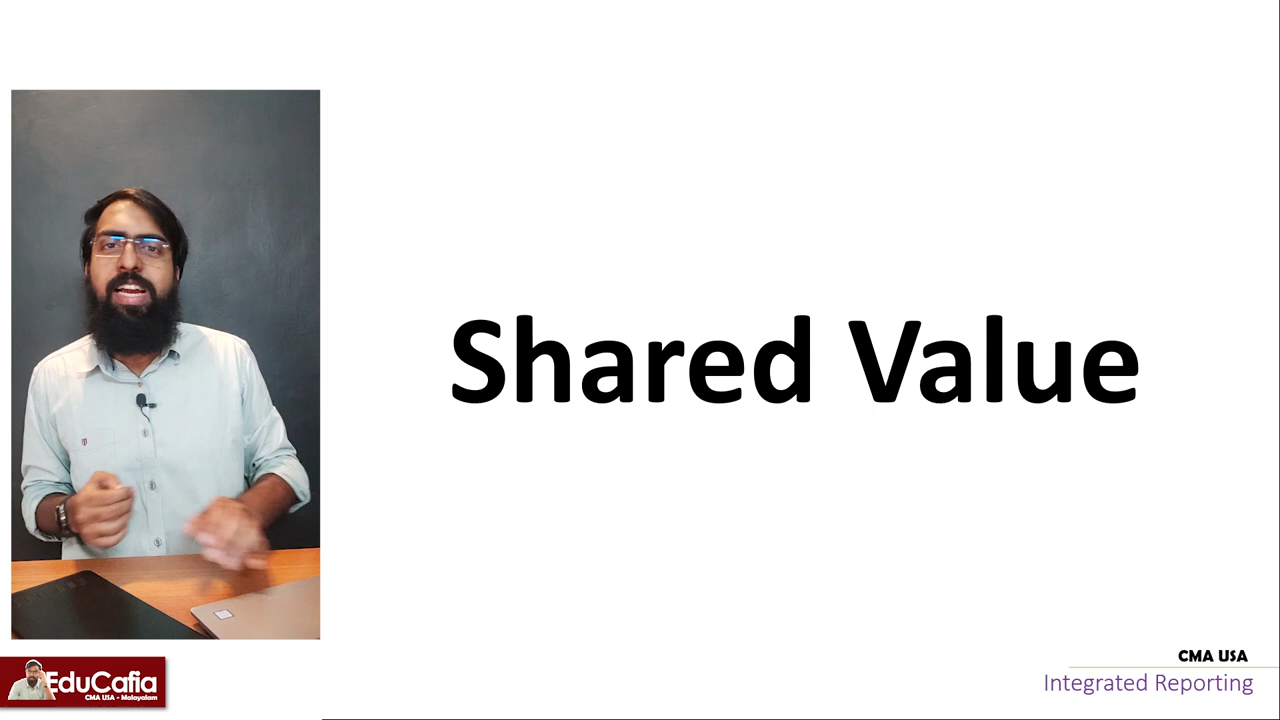 Shared Value
CMA USA
Integrated Reporting
EduCafia
CMA USA - Malayalam